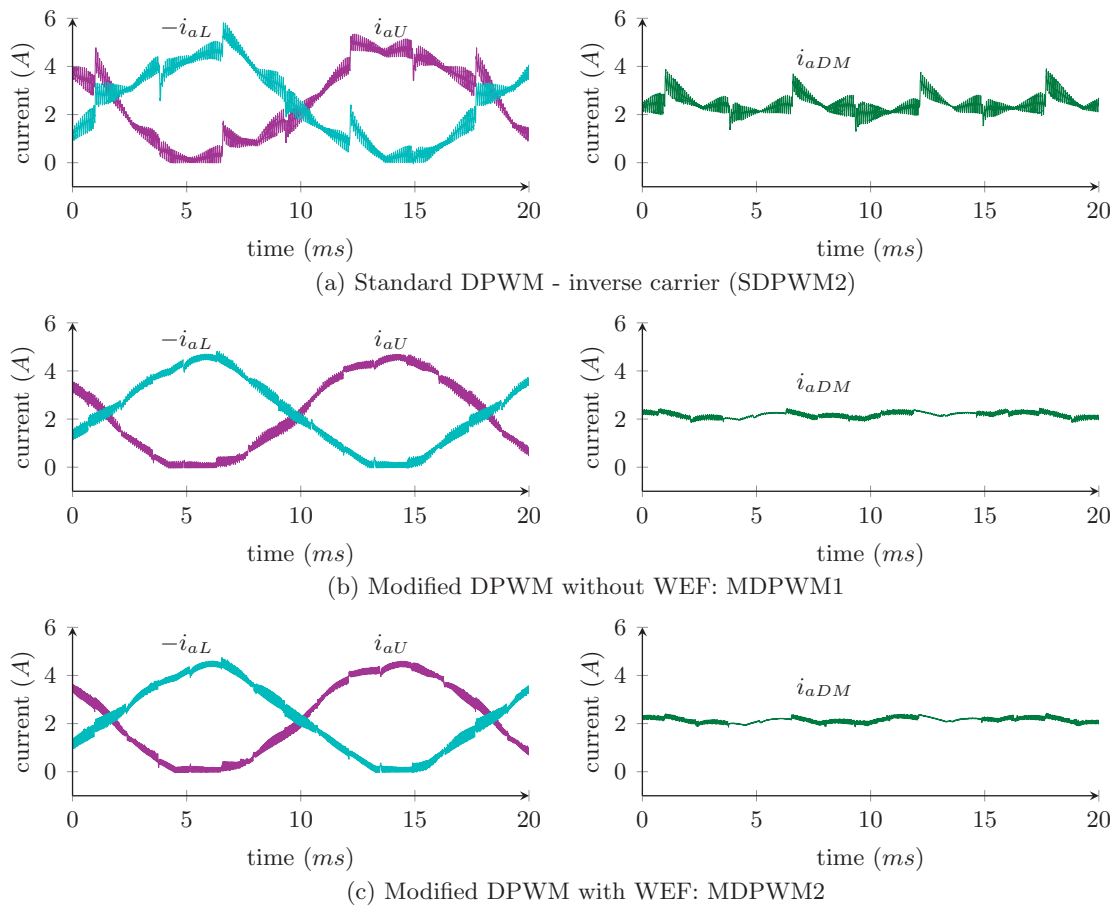 6
4
2
0
current (A)
−iaL
iaU
0
5
10
15
20
time (ms)
6
4
2
0
current (A)
iaDM
0
5
10
15
20
time (ms)
(a) Standard DPWM - inverse carrier (SDPWM2)
6
4
2
0
current (A)
−iaL
iaU
0
5
10
15
20
time (ms)
6
4
2
0
current (A)
iaDM
0
5
10
15
20
time (ms)
(b) Modified DPWM without WEF: MDPWM1
6
4
2
0
current (A)
−iaL
iaU
0
5
10
15
20
time (ms)
6
4
2
0
current (A)
iaDM
0
5
10
15
20
time (ms)
(c) Modified DPWM with WEF: MDPWM2